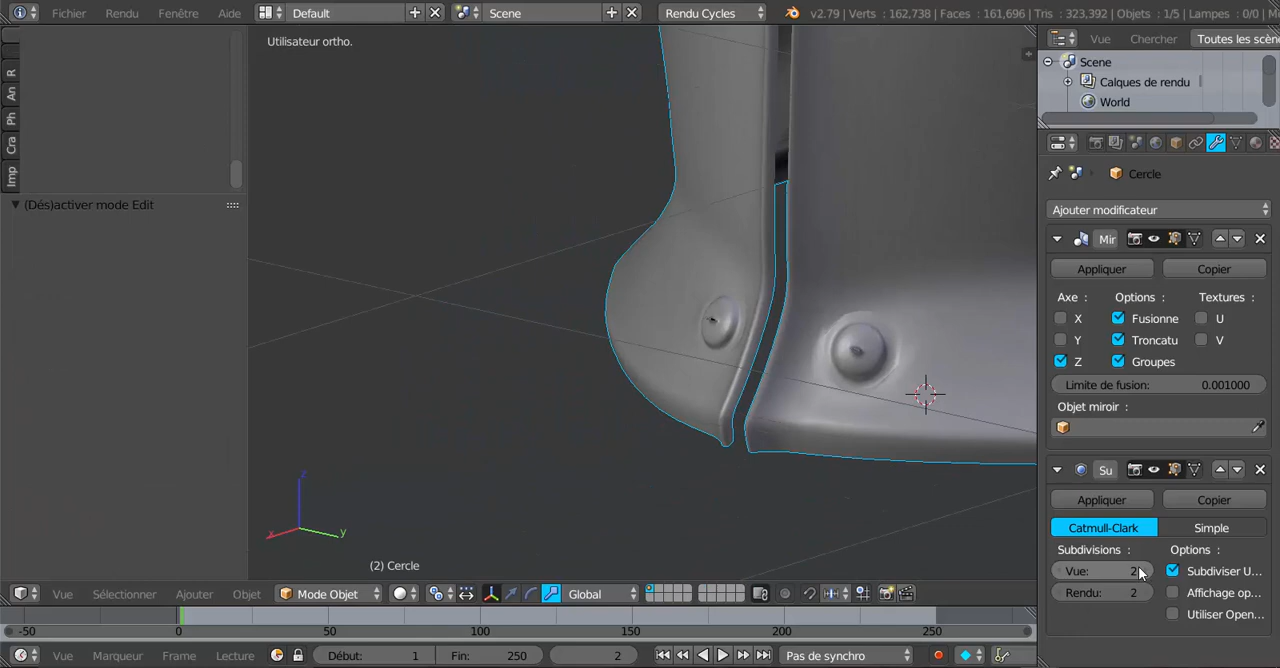 Fichier Rendu Fenêtre Aide Default Scene Rendu Cycles v2.79 | Verts : 162,738 | Faces : 161,696 | Tris : 323,392 | Objets : 1/5 | Lampes : 0/0 | M
Utilisateur ortho.
Vue Chercher Toutes les scèn
Scene
Calques de rendu
World
R
An
Ph
Cra
Imp
(Dés)activer mode Edit
Cercle
Ajouter modificateur
Mir
Appliquer Copier
Axe : Options : Textures :
X Fusionne U
Y Troncatu V
Z Groupes
Limite de fusion: 0.001000
Objet miroir :
Su
Appliquer Copier
Catmull-Clark Simple
Subdivisions : Options :
Vue: 2 Subdiviser U...
Rendu: 2 Affichage op...
Utiliser Open...
z
x y
(2) Cercle
Vue Sélectionner Ajouter Objet Mode Objet Global
-50 0 50 100 150 200 250
Vue Marqueur Frame Lecture Début: 1 Fin: 250 2 Pas de synchro